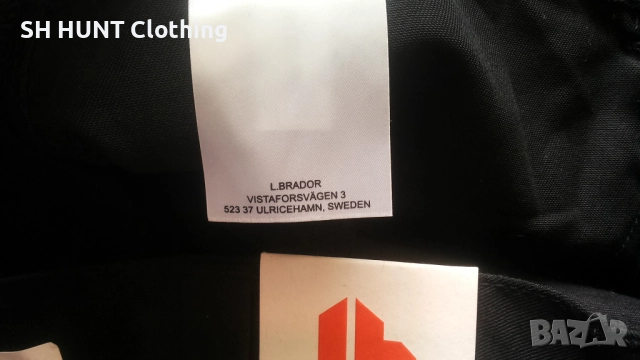 SH HUNT Clothing
L.BRADOR
VISTAFORSVÄGEN 3
523 37 ULRICEHAMN, SWEDEN
BAZAR